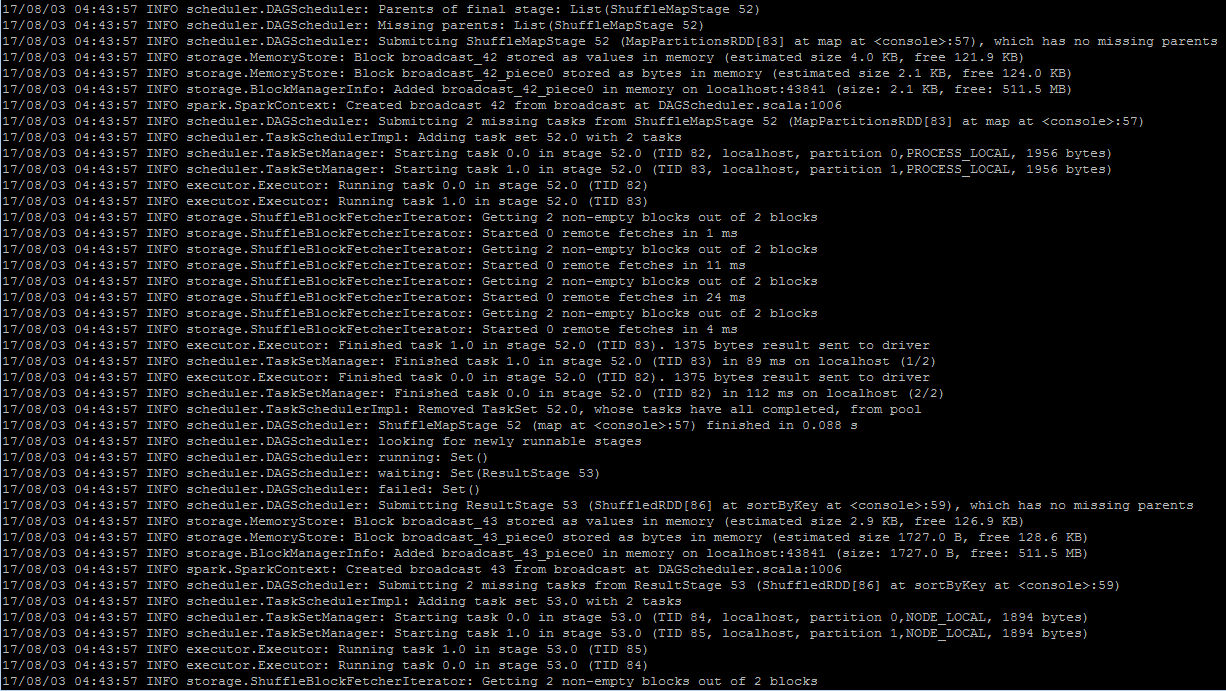 17/08/03 04:43:57 INFO scheduler.DAGScheduler: Parents of final stage: List(ShuffleMapStage 52)
17/08/03 04:43:57 INFO scheduler.DAGScheduler: Missing parents: List(ShuffleMapStage 52)
17/08/03 04:43:57 INFO scheduler.DAGScheduler: Submitting ShuffleMapStage 52 (MapPartitionsRDD[83] at map at <console>:57), which has no missing parents
17/08/03 04:43:57 INFO storage.MemoryStore: Block broadcast_42 stored as values in memory (estimated size 4.0 KB, free 121.9 KB)
17/08/03 04:43:57 INFO storage.MemoryStore: Block broadcast_42_piece0 stored as bytes in memory (estimated size 2.1 KB, free 124.0 KB)
17/08/03 04:43:57 INFO storage.BlockManagerInfo: Added broadcast_42_piece0 in memory on localhost:43841 (size: 2.1 KB, free: 511.5 MB)
17/08/03 04:43:57 INFO spark.SparkContext: Created broadcast 42 from broadcast at DAGScheduler.scala:1006
17/08/03 04:43:57 INFO scheduler.DAGScheduler: Submitting 2 missing tasks from ShuffleMapStage 52 (MapPartitionsRDD[83] at map at <console>:57)
17/08/03 04:43:57 INFO scheduler.TaskSchedulerImpl: Adding task set 52.0 with 2 tasks
17/08/03 04:43:57 INFO scheduler.TaskSetManager: Starting task 0.0 in stage 52.0 (TID 82, localhost, partition 0,PROCESS_LOCAL, 1956 bytes)
17/08/03 04:43:57 INFO scheduler.TaskSetManager: Starting task 1.0 in stage 52.0 (TID 83, localhost, partition 1,PROCESS_LOCAL, 1956 bytes)
17/08/03 04:43:57 INFO executor.Executor: Running task 0.0 in stage 52.0 (TID 82)
17/08/03 04:43:57 INFO executor.Executor: Running task 1.0 in stage 52.0 (TID 83)
17/08/03 04:43:57 INFO storage.ShuffleBlockFetcherIterator: Getting 2 non-empty blocks out of 2 blocks
17/08/03 04:43:57 INFO storage.ShuffleBlockFetcherIterator: Started 0 remote fetches in 1 ms
17/08/03 04:43:57 INFO storage.ShuffleBlockFetcherIterator: Getting 2 non-empty blocks out of 2 blocks
17/08/03 04:43:57 INFO storage.ShuffleBlockFetcherIterator: Started 0 remote fetches in 11 ms
17/08/03 04:43:57 INFO storage.ShuffleBlockFetcherIterator: Getting 2 non-empty blocks out of 2 blocks
17/08/03 04:43:57 INFO storage.ShuffleBlockFetcherIterator: Started 0 remote fetches in 24 ms
17/08/03 04:43:57 INFO storage.ShuffleBlockFetcherIterator: Getting 2 non-empty blocks out of 2 blocks
17/08/03 04:43:57 INFO storage.ShuffleBlockFetcherIterator: Started 0 remote fetches in 4 ms
17/08/03 04:43:57 INFO executor.Executor: Finished task 1.0 in stage 52.0 (TID 83). 1375 bytes result sent to driver
17/08/03 04:43:57 INFO scheduler.TaskSetManager: Finished task 1.0 in stage 52.0 (TID 83) in 89 ms on localhost (1/2)
17/08/03 04:43:57 INFO executor.Executor: Finished task 0.0 in stage 52.0 (TID 82). 1375 bytes result sent to driver
17/08/03 04:43:57 INFO scheduler.TaskSetManager: Finished task 0.0 in stage 52.0 (TID 82) in 112 ms on localhost (2/2)
17/08/03 04:43:57 INFO scheduler.TaskSchedulerImpl: Removed TaskSet 52.0, whose tasks have all completed, from pool
17/08/03 04:43:57 INFO scheduler.DAGScheduler: ShuffleMapStage 52 (map at <console>:57) finished in 0.088 s
17/08/03 04:43:57 INFO scheduler.DAGScheduler: looking for newly runnable stages
17/08/03 04:43:57 INFO scheduler.DAGScheduler: running: Set()
17/08/03 04:43:57 INFO scheduler.DAGScheduler: waiting: Set(ResultStage 53)
17/08/03 04:43:57 INFO scheduler.DAGScheduler: failed: Set()
17/08/03 04:43:57 INFO scheduler.DAGScheduler: Submitting ResultStage 53 (ShuffledRDD[86] at sortByKey at <console>:59), which has no missing parents
17/08/03 04:43:57 INFO storage.MemoryStore: Block broadcast_43 stored as values in memory (estimated size 2.9 KB, free 126.9 KB)
17/08/03 04:43:57 INFO storage.MemoryStore: Block broadcast_43_piece0 stored as bytes in memory (estimated size 1727.0 B, free 128.6 KB)
17/08/03 04:43:57 INFO storage.BlockManagerInfo: Added broadcast_43_piece0 in memory on localhost:43841 (size: 1727.0 B, free: 511.5 MB)
17/08/03 04:43:57 INFO spark.SparkContext: Created broadcast 43 from broadcast at DAGScheduler.scala:1006
17/08/03 04:43:57 INFO scheduler.DAGScheduler: Submitting 2 missing tasks from ResultStage 53 (ShuffledRDD[86] at sortByKey at <console>:59)
17/08/03 04:43:57 INFO scheduler.TaskSchedulerImpl: Adding task set 53.0 with 2 tasks
17/08/03 04:43:57 INFO scheduler.TaskSetManager: Starting task 0.0 in stage 53.0 (TID 84, localhost, partition 0,NODE_LOCAL, 1894 bytes)
17/08/03 04:43:57 INFO scheduler.TaskSetManager: Starting task 1.0 in stage 53.0 (TID 85, localhost, partition 1,NODE_LOCAL, 1894 bytes)
17/08/03 04:43:57 INFO executor.Executor: Running task 1.0 in stage 53.0 (TID 85)
17/08/03 04:43:57 INFO executor.Executor: Running task 0.0 in stage 53.0 (TID 84)
17/08/03 04:43:57 INFO storage.ShuffleBlockFetcherIterator: Getting 2 non-empty blocks out of 2 blocks